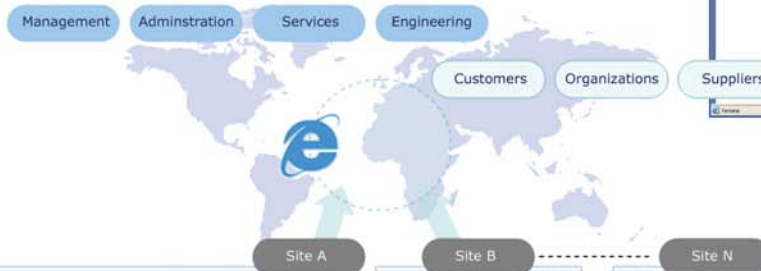 Management Adminstration Services Engineering
Customers Organizations Suppliers
Site A Site B Site N